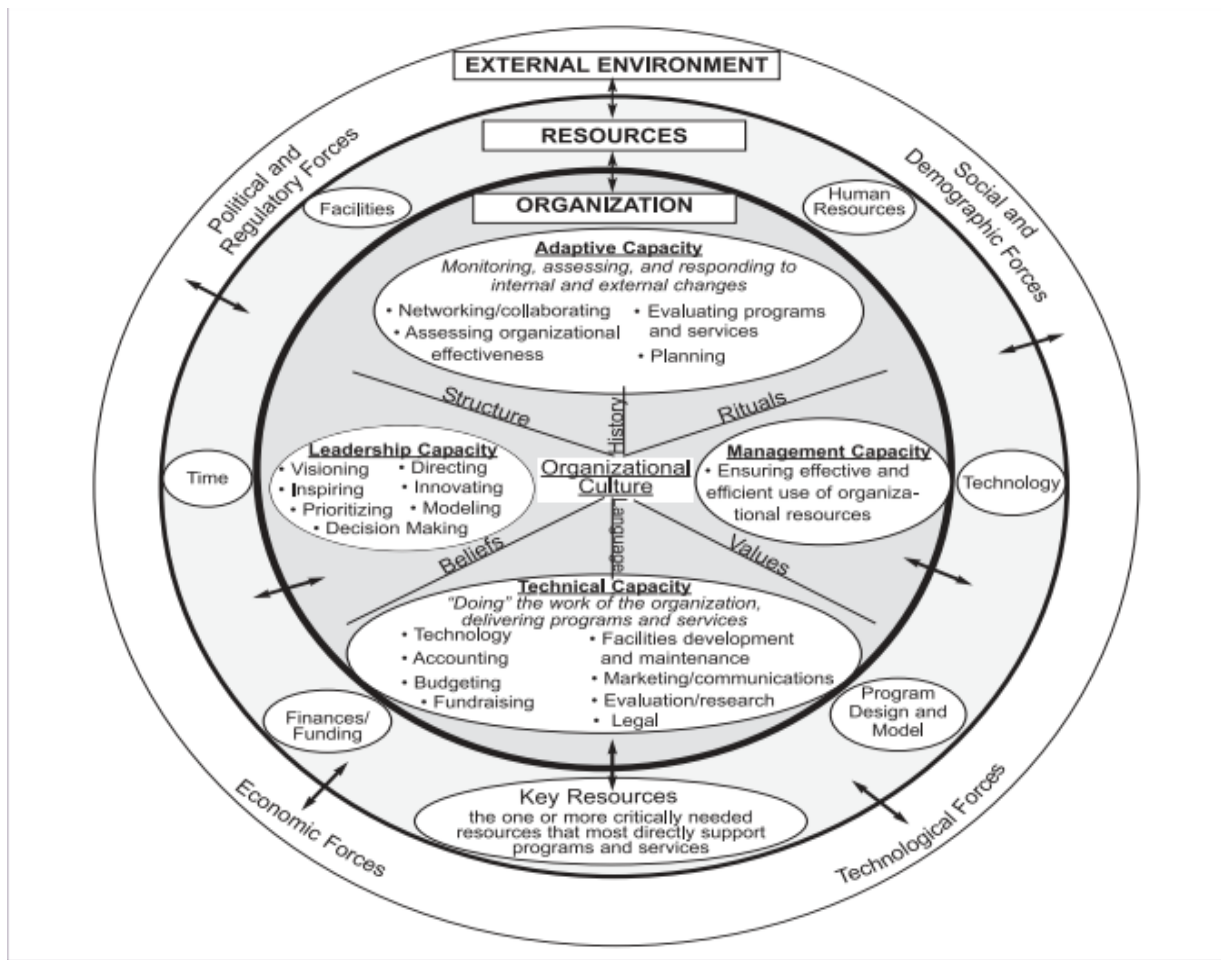 EXTERNAL ENVIRONMENT
RESOURCES
ORGANIZATION
Political and
Regulatory Forces
Social and
Demographic Forces
Facilities
Human
Resources
Adaptive Capacity
Monitoring, assessing, and responding to
internal and external changes
• Networking/collaborating
• Assessing organizational
effectiveness
• Evaluating programs
and services
• Planning
Structure
History
Rituals
Leadership Capacity
• Visioning
• Inspiring
• Prioritizing
• Directing
• Innovating
• Modeling
• Decision Making
Organizational
Culture
Management Capacity
• Ensuring effective and
efficient use of organiza-
tional resources
Time
Technology
Beliefs
Language
Values
Technical Capacity
"Doing" the work of the organization,
delivering programs and services
• Technology
• Accounting
• Budgeting
• Fundraising
• Facilities development
and maintenance
• Marketing/communications
• Evaluation/research
• Legal
Finances/
Funding
Program
Design and
Model
Key Resources
the one or more critically needed
resources that most directly support
programs and services
Economic Forces
Technological Forces